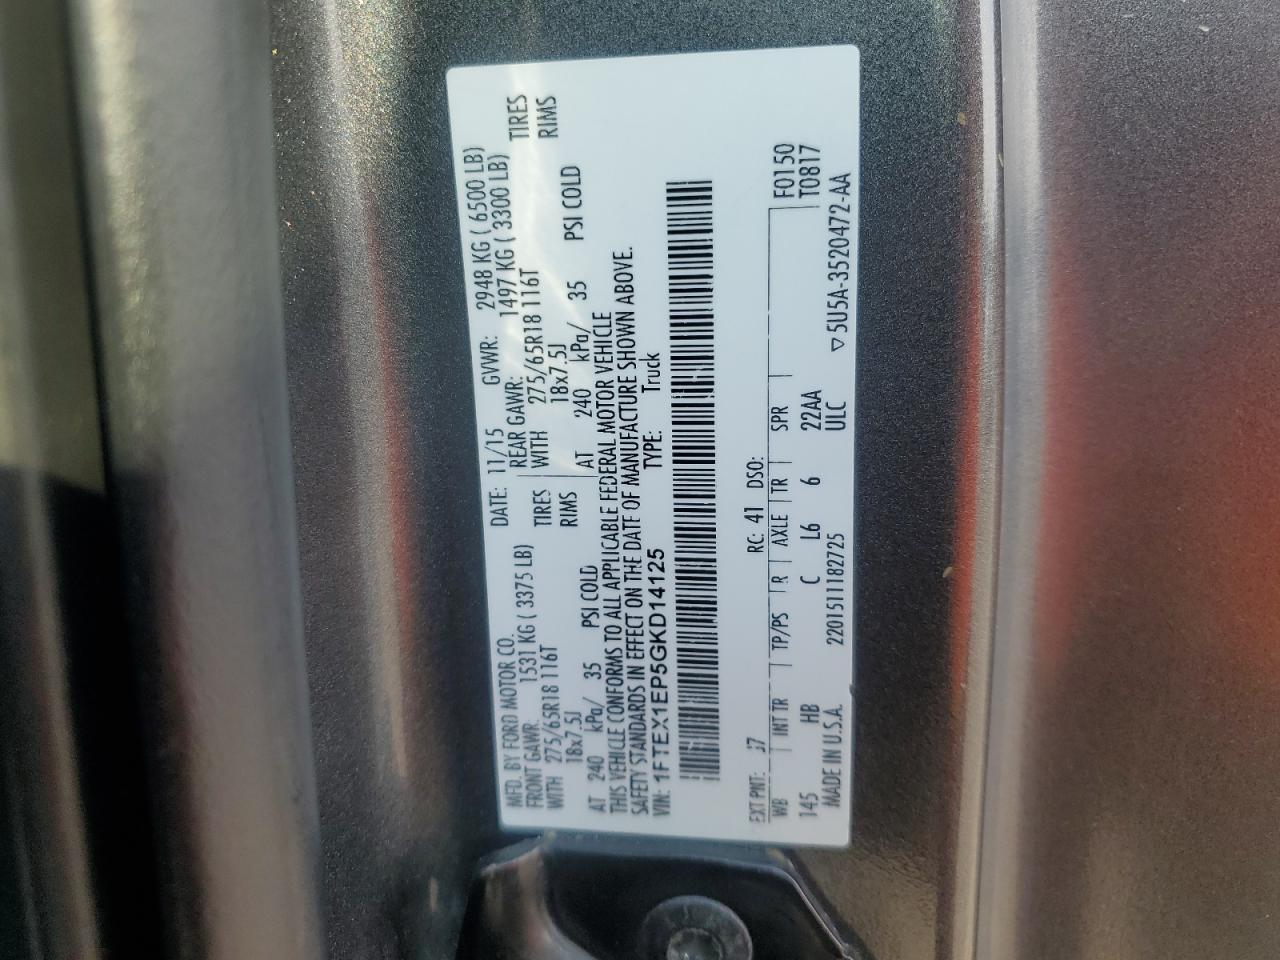 MFD. BY FORD MOTOR CO.
DATE: 11/15 GVWR: 2948 KG ( 6500 LB)
FRONT GAWR: 1531 KG ( 3375 LB)
REAR GAWR: 1497 KG ( 3300 LB)
WITH 275/65R18 116T TIRES
WITH 275/65R18 116T TIRES
18x7.5J RIMS
18x7.5J RIMS
AT 240 kPa/ 35 PSI COLD
AT 240 kPa/ 35 PSI COLD
THIS VEHICLE CONFORMS TO ALL APPLICABLE FEDERAL MOTOR VEHICLE
SAFETY STANDARDS IN EFFECT ON THE DATE OF MANUFACTURE SHOWN ABOVE.
VIN: 1FTEX1EP5GKD14125 TYPE: Truck
EXT PNT: J7 RC: 41 DSO:
WB INT TR TP/PS R AXLE TR SPR F0150
145 HB C L6 6 22AA T0817
MADE IN U.S.A. 2201511182725 ULC ▽5U5A-3520472-AA